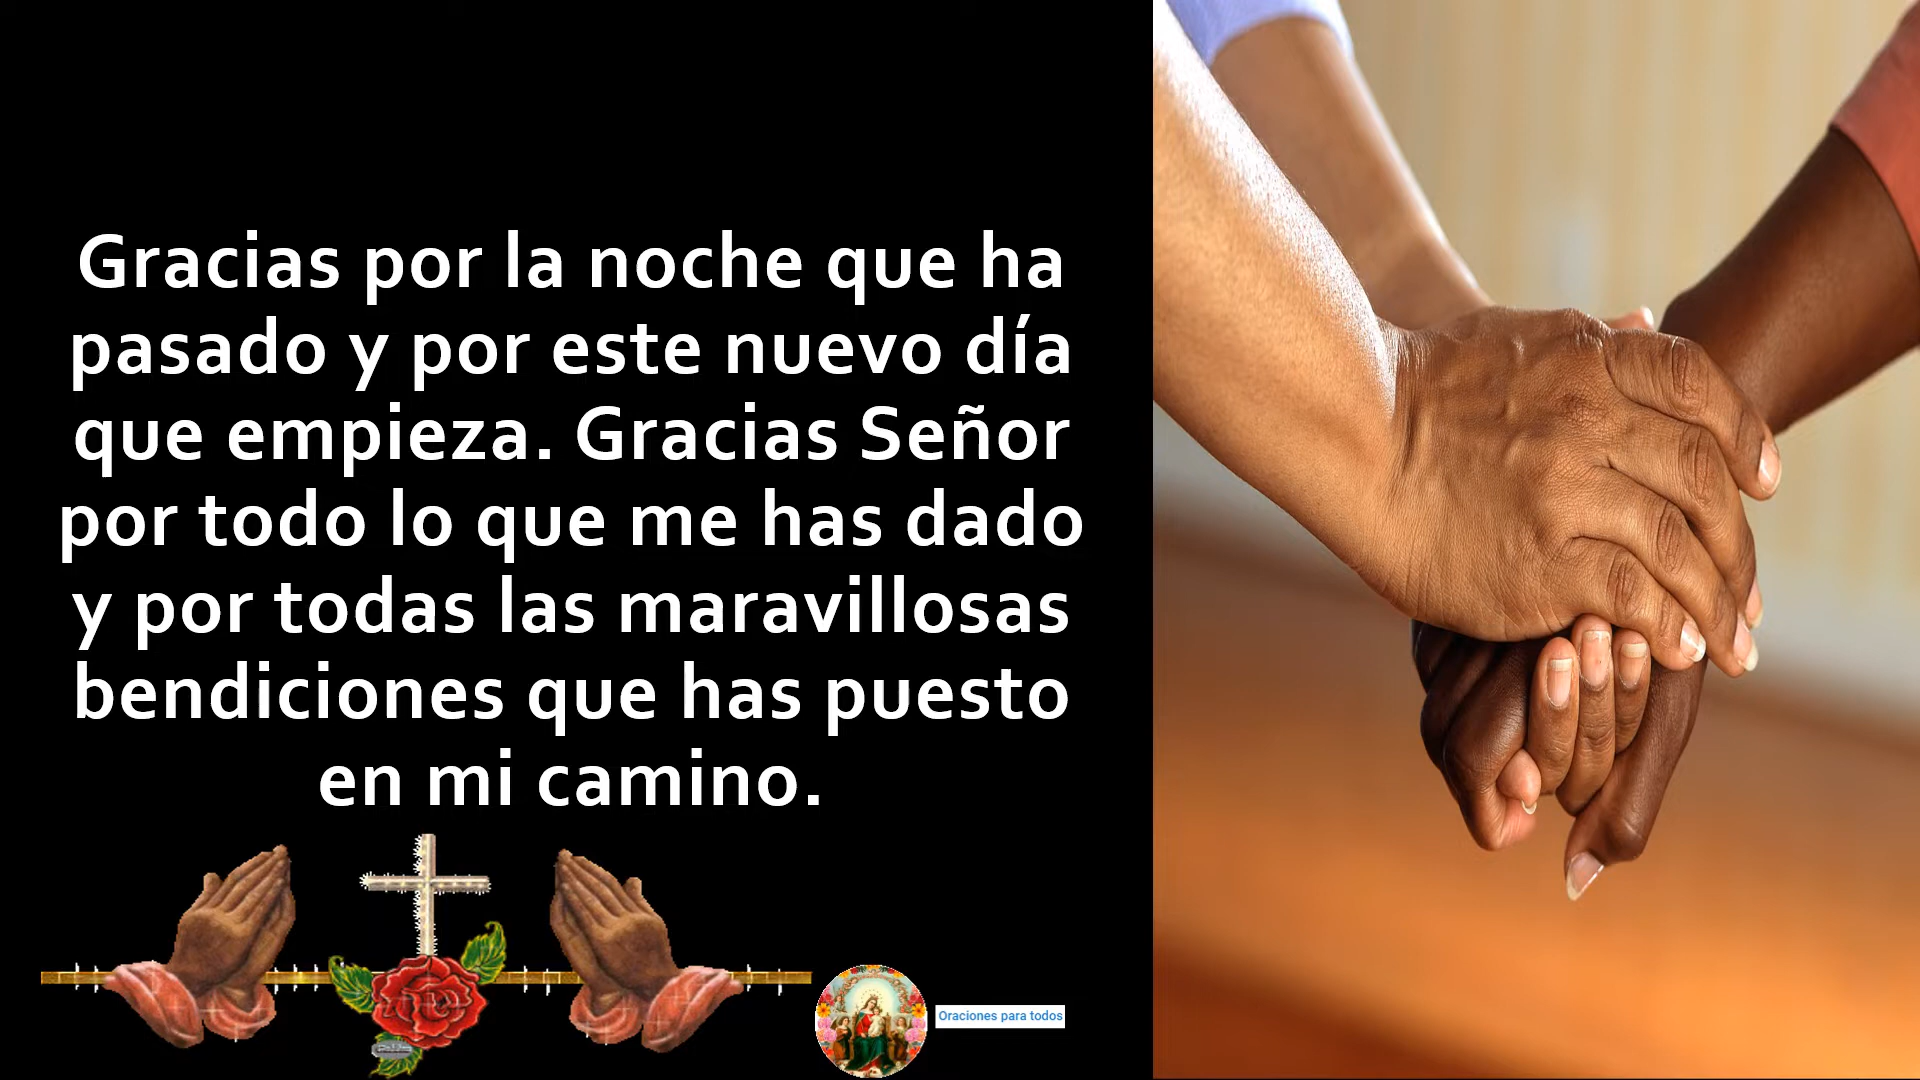 Gracias por la noche que ha
pasado y por este nuevo día
que empieza. Gracias Señor
por todo lo que me has dado
y por todas las maravillosas
bendiciones que has puesto
en mi camino.
Oraciones para todos